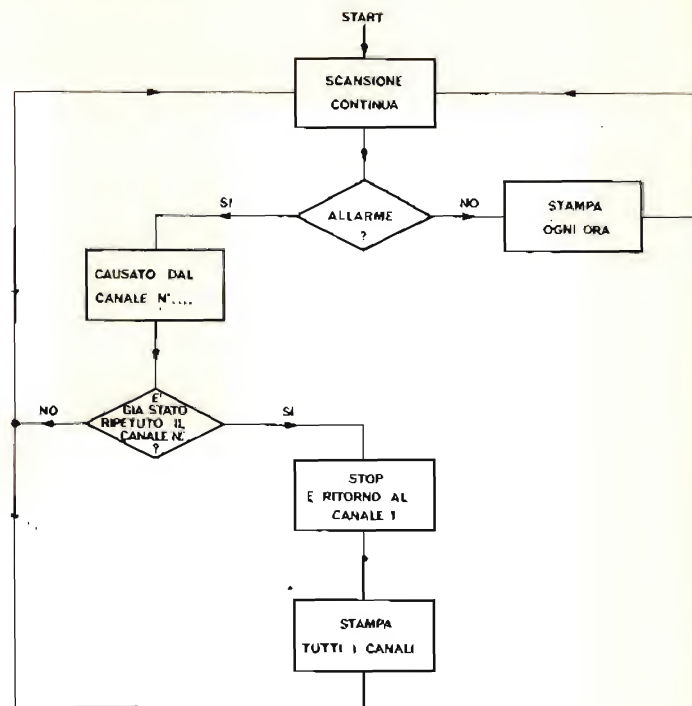 START
SCANSIONE
CONTINUA
SI
ALLARME
?
NO
STAMPA
OGNI ORA
CAUSATO DAL
CANALE N°....
NO
E'
GIA STATO
RIPETUTO IL
CANALE N°
?
SI
STOP
E RITORNO AL
CANALE 1
STAMPA
TUTTI I CANALI